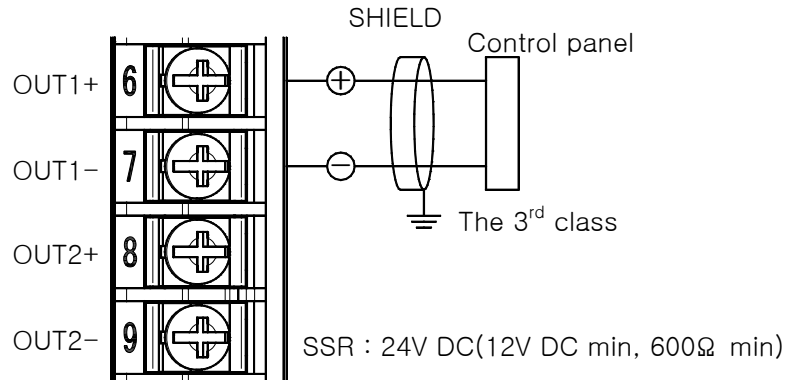 SHIELD
Control panel
OUT1+ 6 +
OUT1- 7 -
The 3rd class
OUT2+ 8
OUT2- 9
SSR : 24V DC(12V DC min, 600Ω min)